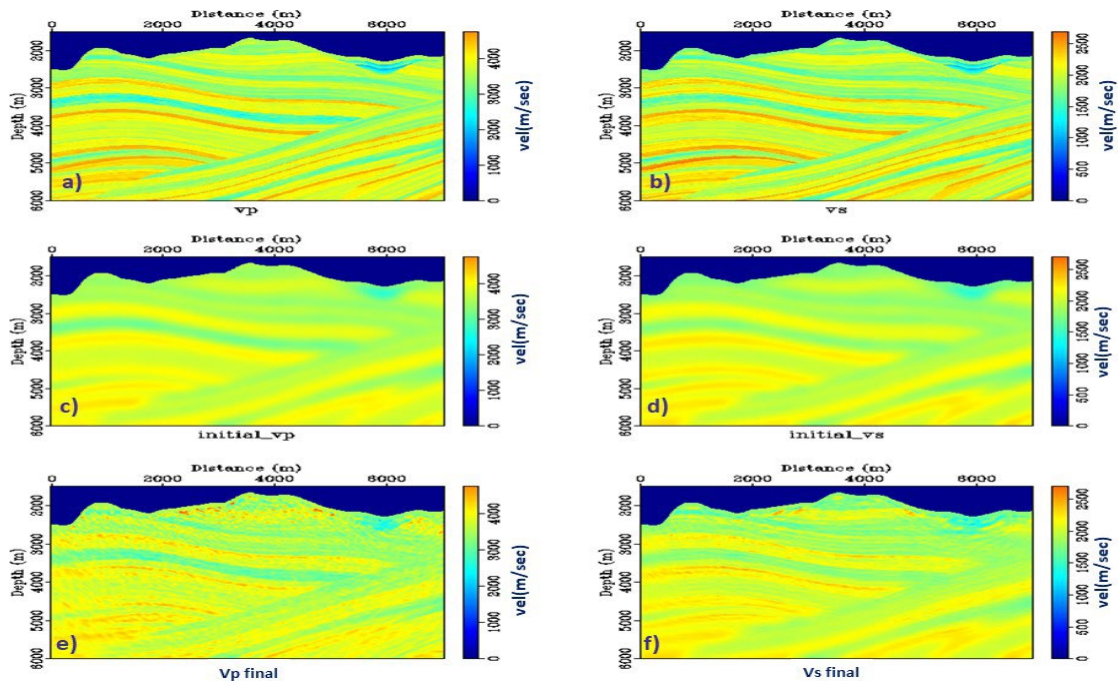 Distance (m)
0 2000 4000 6000
Depth (m)
2000 3000 4000 5000 6000
a)
vp
0 1000 2000 3000 4000
vel(m/sec)
Distance (m)
0 2000 4000 6000
Depth (m)
2000 3000 4000 5000 6000
b)
vs
0 500 1000 1500 2000 2500
vel(m/sec)
Distance (m)
0 2000 4000 6000
Depth (m)
2000 3000 4000 5000 6000
c)
initial_vp
0 1000 2000 3000 4000
vel(m/sec)
Distance (m)
0 2000 4000 6000
Depth (m)
2000 3000 4000 5000 6000
d)
initial_vs
0 500 1000 1500 2000 2500
vel(m/sec)
Distance (m)
0 2000 4000 6000
Depth (m)
2000 3000 4000 5000 6000
e)
Vp final
0 1000 2000 3000 4000
vel(m/sec)
Distance (m)
0 2000 4000 6000
Depth (m)
2000 3000 4000 5000 6000
f)
Vs final
0 500 1000 1500 2000 2500
vel(m/sec)